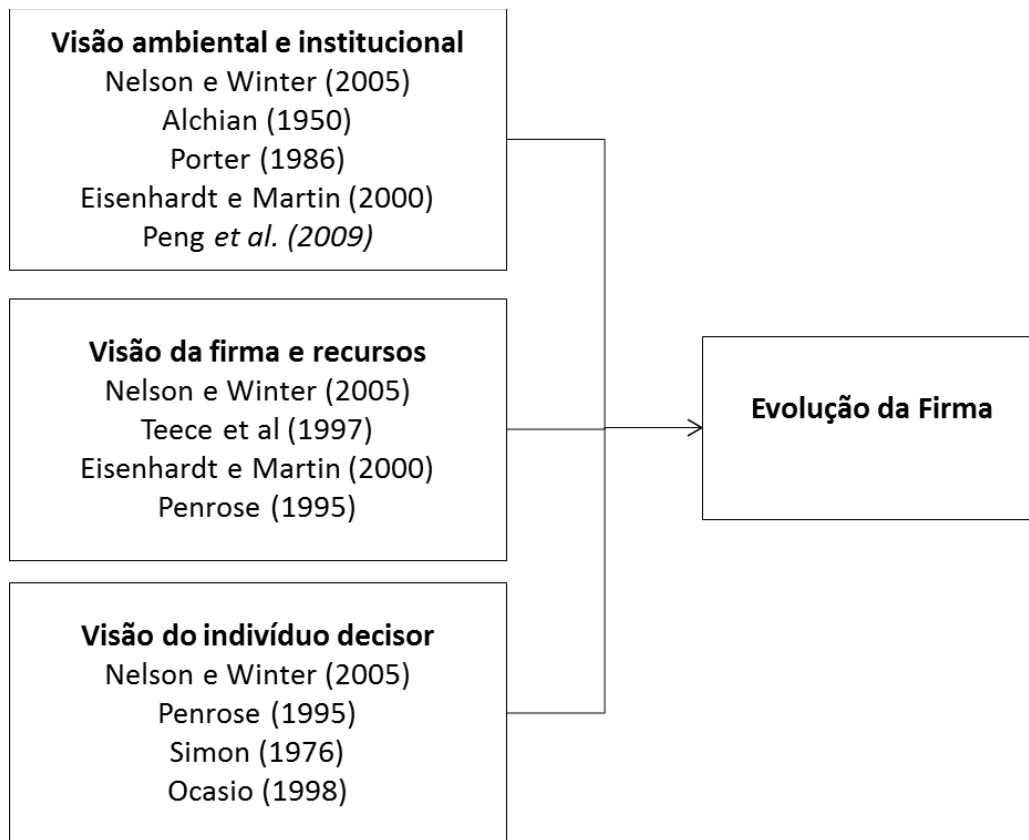 Visão ambiental e institucional
Nelson e Winter (2005)
Alchian (1950)
Porter (1986)
Eisenhardt e Martin (2000)
Peng et al. (2009)
Visão da firma e recursos
Nelson e Winter (2005)
Teece et al (1997)
Eisenhardt e Martin (2000)
Penrose (1995)
Visão do indivíduo decisor
Nelson e Winter (2005)
Penrose (1995)
Simon (1976)
Ocasio (1998)
Evolução da Firma